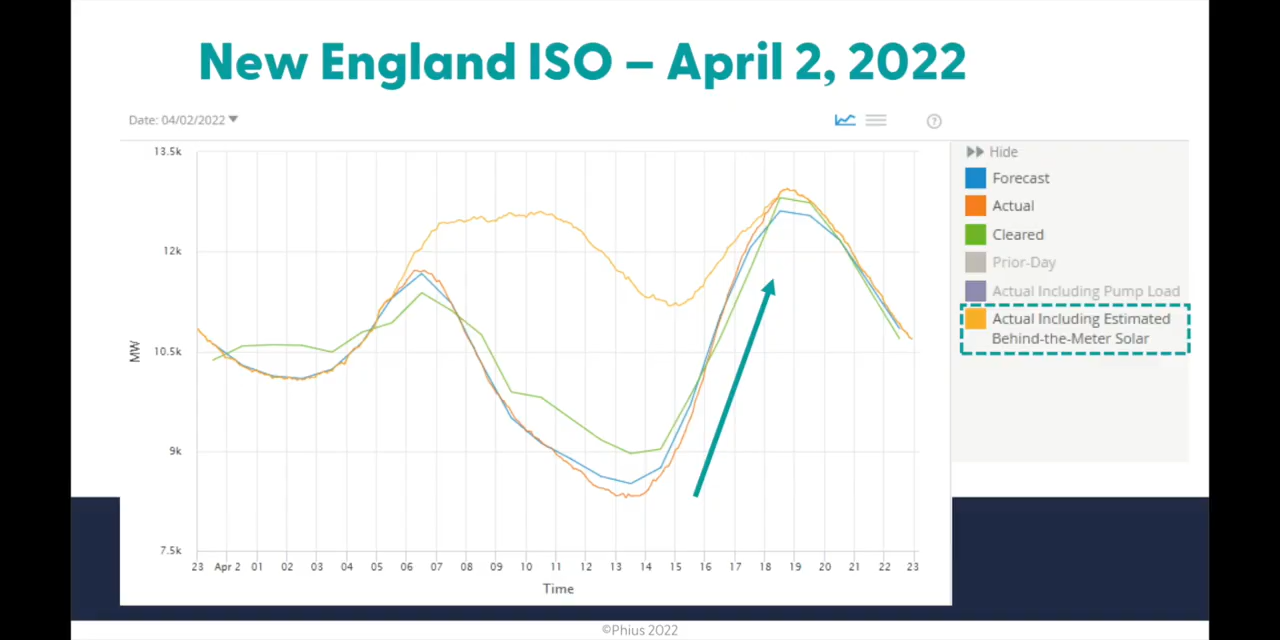 New England ISO – April 2, 2022
Date: 04/02/2022
?
Hide
Forecast
Actual
Cleared
Prior-Day
Actual Including Pump Load
Actual Including Estimated
Behind-the-Meter Solar
13.5k
12k
MW
10.5k
9k
7.5k
23 Apr 2 01 02 03 04 05 06 07 08 09 10 11 12 13 14 15 16 17 18 19 20 21 22 23
Time
©Phius 2022